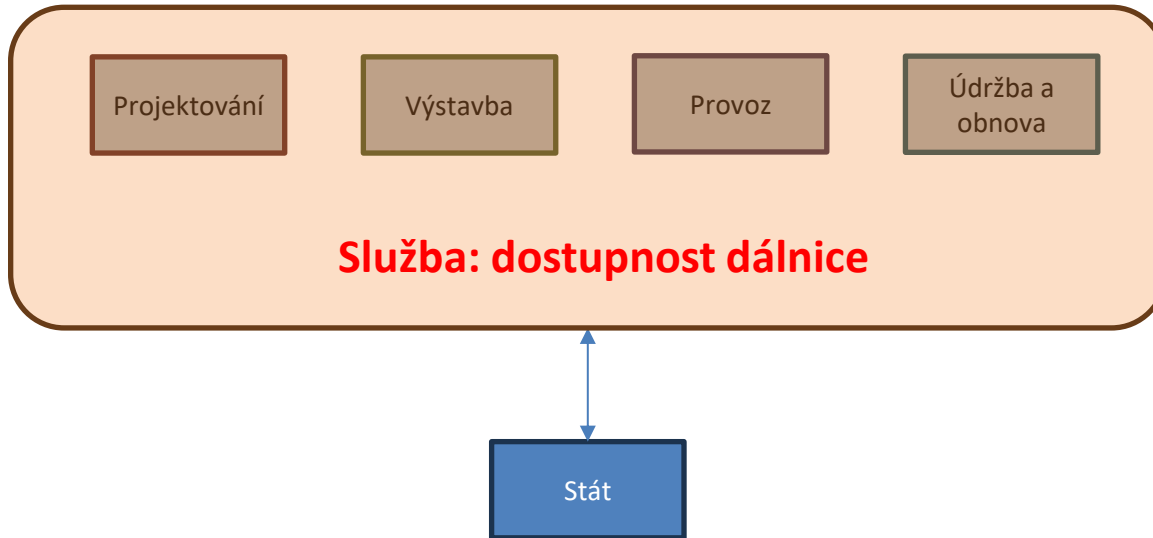 Projektování
Výstavba
Provoz
Údržba a
obnova
Služba: dostupnost dálnice
Stát